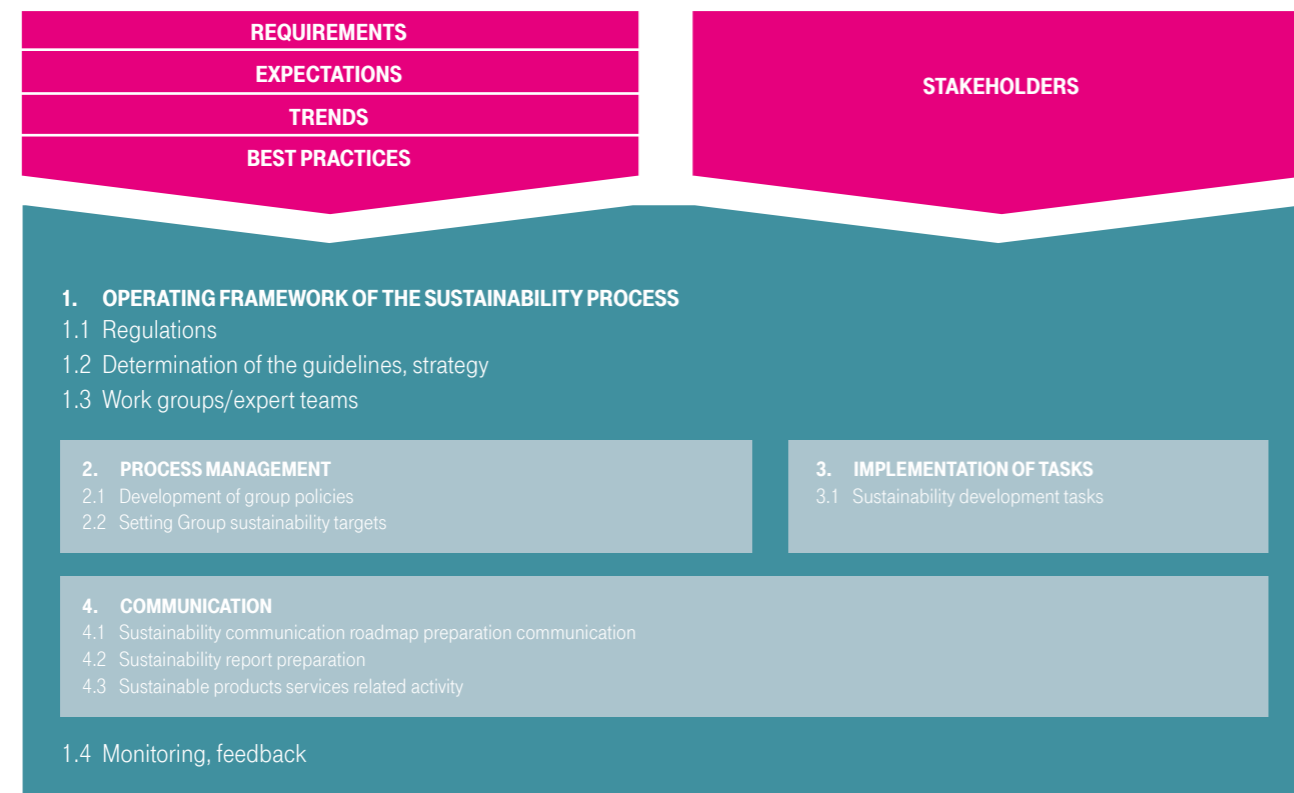 REQUIREMENTS
EXPECTATIONS
TRENDS
BEST PRACTICES
STAKEHOLDERS
1. OPERATING FRAMEWORK OF THE SUSTAINABILITY PROCESS
1.1 Regulations
1.2 Determination of the guidelines, strategy
1.3 Work groups/expert teams
2. PROCESS MANAGEMENT
2.1 Development of group policies
2.2 Setting Group sustainability targets
3. IMPLEMENTATION OF TASKS
3.1 Sustainability development tasks
4. COMMUNICATION
4.1 Sustainability communication roadmap preparation communication
4.2 Sustainability report preparation
4.3 Sustainable products services related activity
1.4 Monitoring, feedback